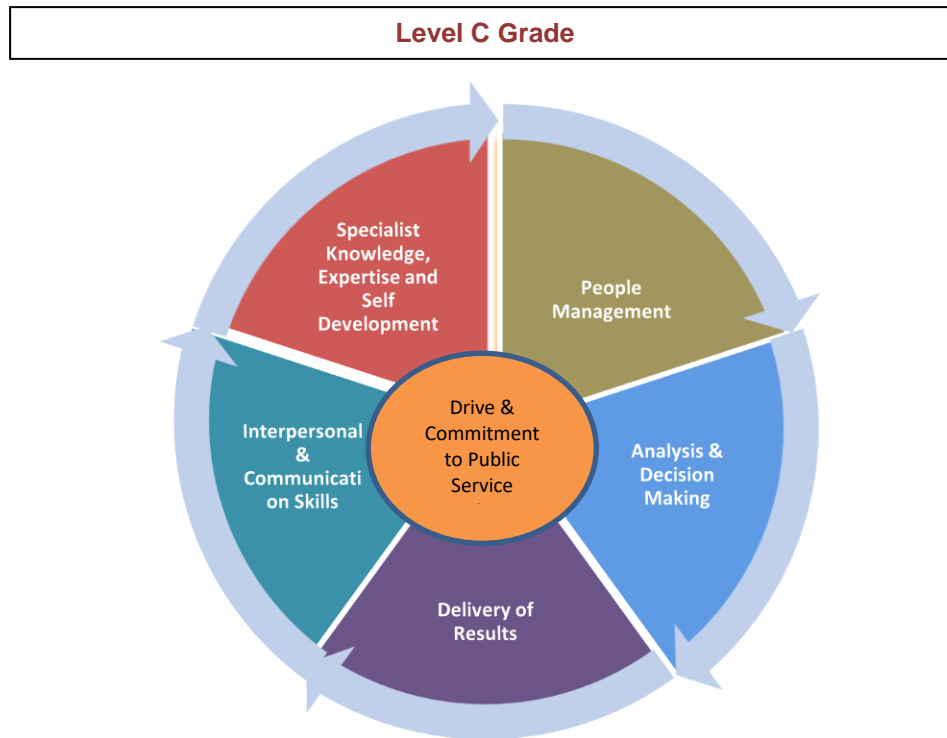 Level C Grade
Specialist
Knowledge,
Expertise and
Self
Development
People
Management
Interpersonal
&
Communicati
on Skills
Drive &
Commitment
to Public
Service
Analysis &
Decision
Making
Delivery of
Results